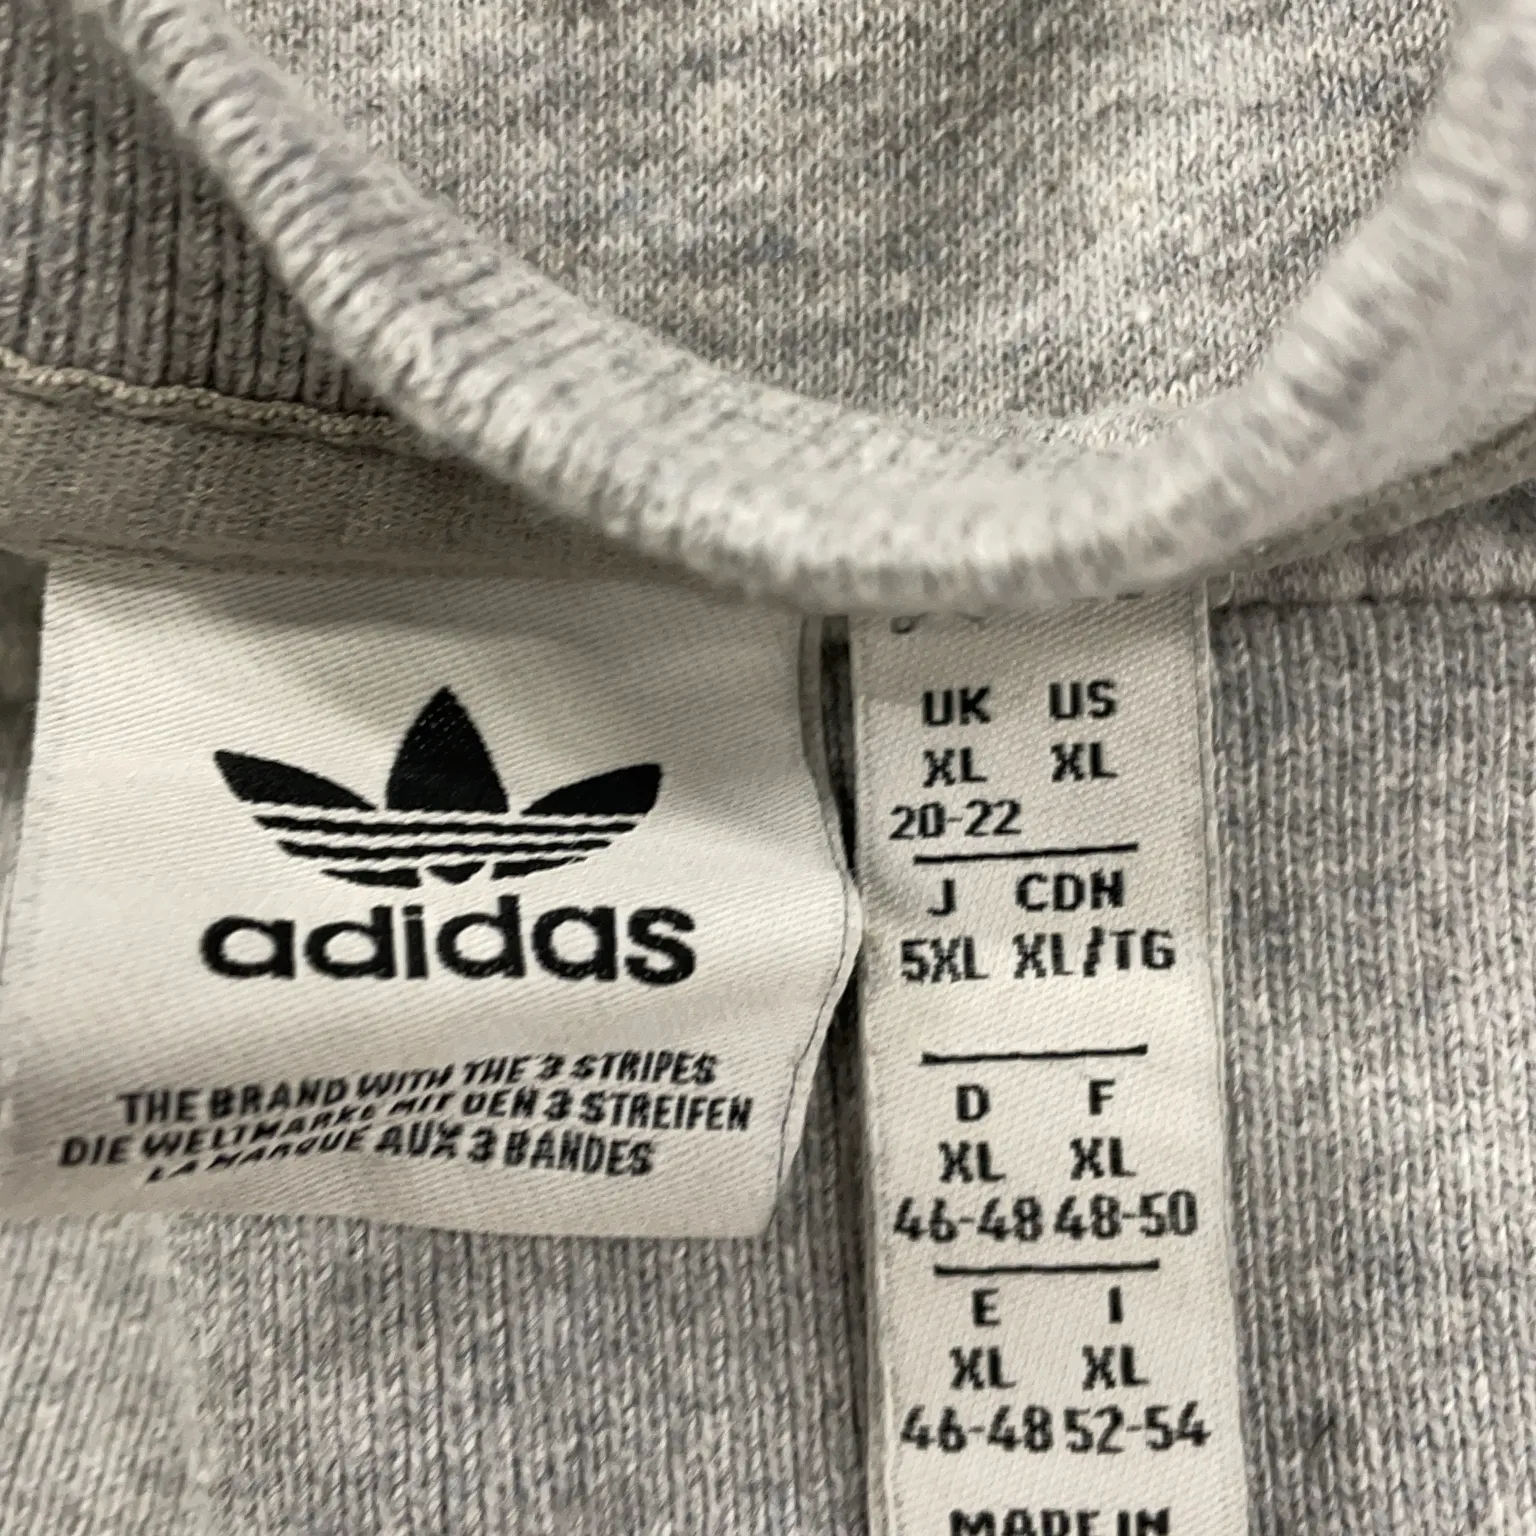 adidas
THE BRAND WITH THE 3 STRIPES
DIE WELTMARKE MIT DEN 3 STREIFEN
LA MARQUE AUX 3 BANDES
UK US
XL XL
20-22
J CDN
5XL XL/TG
D F
XL XL
46-48 48-50
E I
XL XL
46-48 52-54
MADE IN